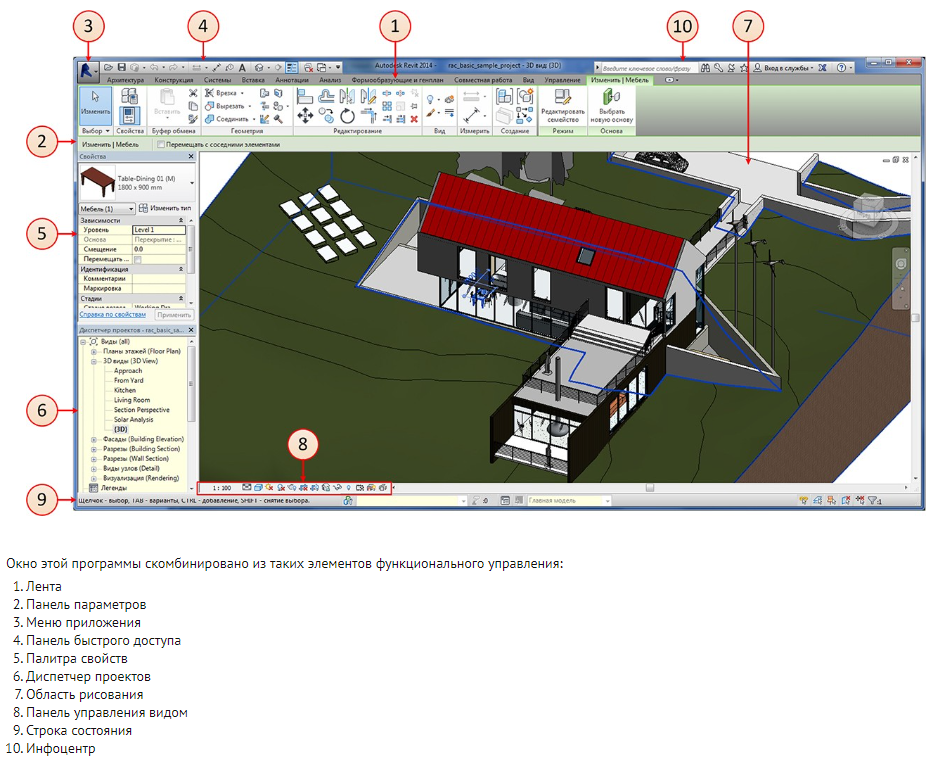 3
4
1
10
7
Autodesk Revit 2014 - rac_basic_sample_project - 3D вид {3D}
Введите ключевое слово/фразу
Вход в службы
Архитектура Конструкция Системы Вставка Аннотации Анализ Формообразующие и генплан Совместная работа Вид Управление Изменить | Мебель
Изменить
Вставить
Врезка
Вырезать
Соединить
Редактировать семейство
Выбрать новую основу
Выбор Свойства Буфер обмена Геометрия Редактирование Вид Измерить Создание Режим Основа
2
Изменить | Мебель
Перемещать с соседними элементами
Свойства
Table-Dining 01 (M)
1800 x 900 mm
Мебель (1)
Изменить тип
5
Зависимости
Уровень Level 1
Основа Перекрытие : ...
Смещение 0.0
Перемещать ...
Идентификация
Комментарии
Маркировка
Стадии
Справка по свойствам
Применить
Диспетчер проектов - rac_basic_sa...
Виды (all)
Планы этажей (Floor Plan)
3D виды (3D View)
Approach
From Yard
Kitchen
Living Room
Section Perspective
Solar Analysis
{3D}
6
Фасады (Building Elevation)
Разрезы (Building Section)
Разрезы (Wall Section)
Виды узлов (Detail)
Визуализация (Rendering)
Легенды
8
1 : 100
9
Щелчок - выбор, TAB - варианты, CTRL - добавление, SHIFT - снятие выбора.
:0
Главная модель
:1
Окно этой программы скомбинировано из таких элементов функционального управления:
1. Лента
2. Панель параметров
3. Меню приложения
4. Панель быстрого доступа
5. Палитра свойств
6. Диспетчер проектов
7. Область рисования
8. Панель управления видом
9. Строка состояния
10. Инфоцентр